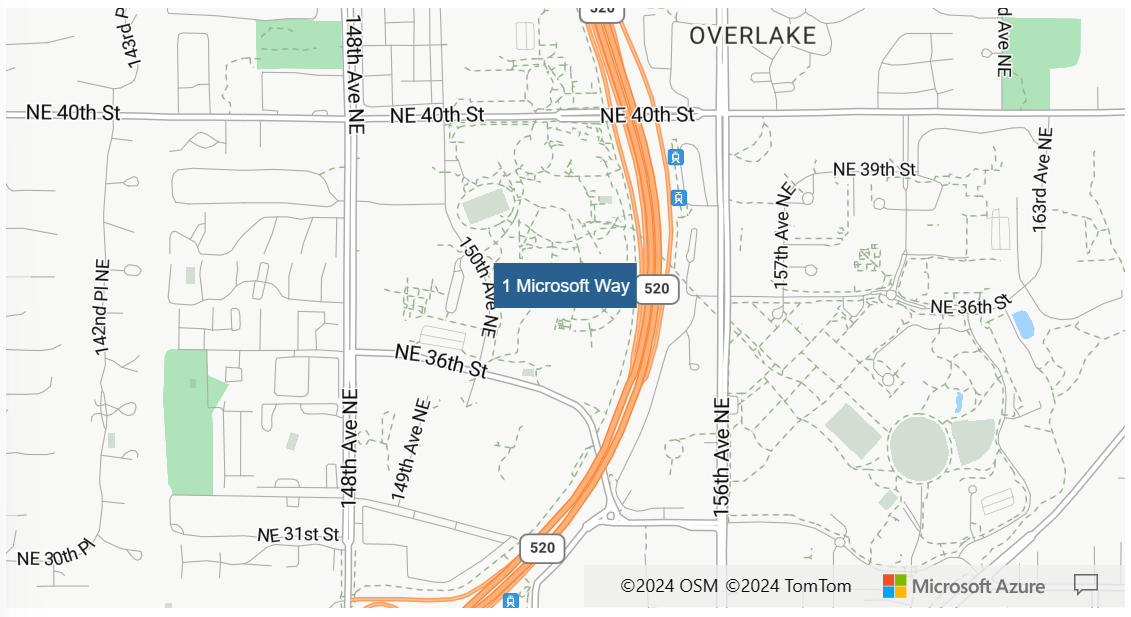 520
OVERLAKE
143rd P
148th Ave NE
d Ave NE
NE 40th St
NE 40th St
NE 40th St
NE 39th St
163rd Ave NE
157th Ave NE
150th Ave NE
142nd Pl NE
1 Microsoft Way
520
NE 36th St
NE 36th St
148th Ave NE
149th Ave NE
156th Ave NE
NE 31st St
NE 30th Pl
520
©2024 OSM ©2024 TomTom
Microsoft Azure